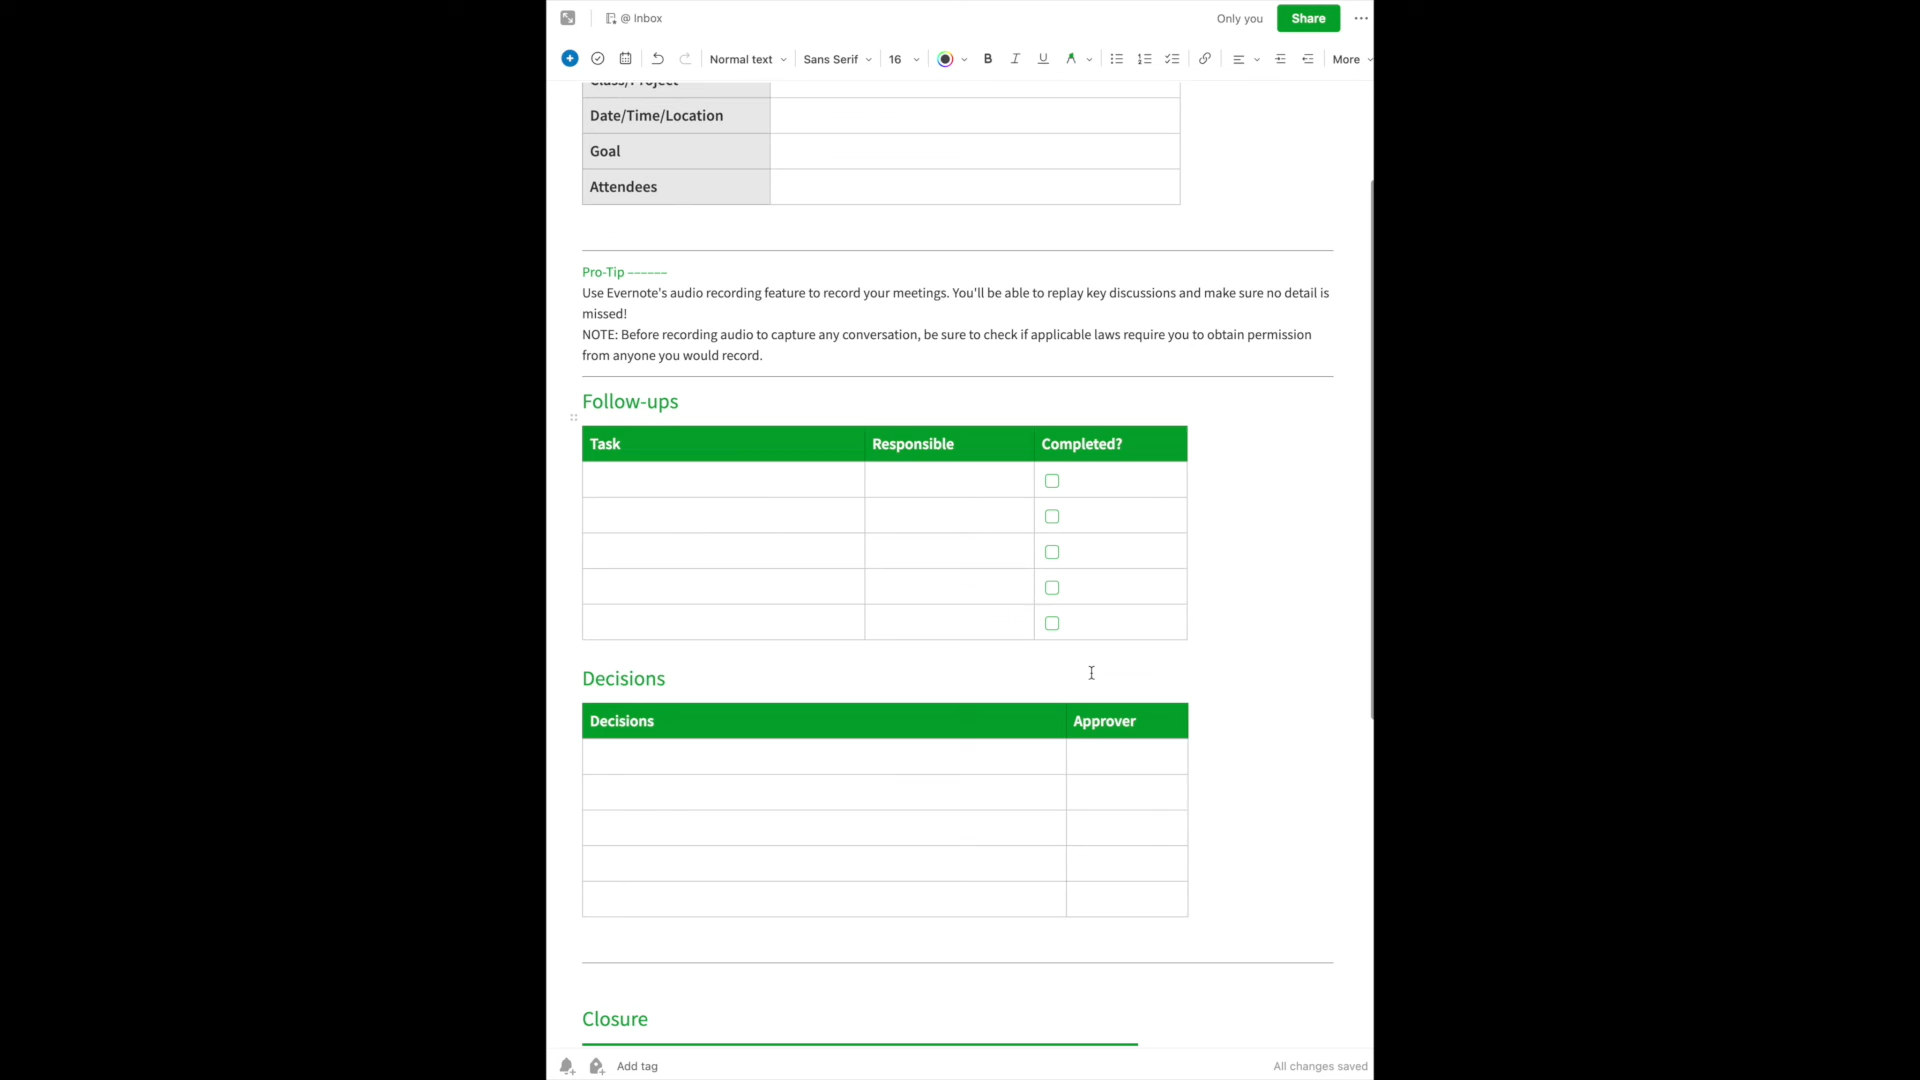 @ Inbox
Only you
Share
Normal text
Sans Serif
16
B
I
U
A
More
Class/Project
Date/Time/Location
Goal
Attendees
Pro-Tip ––––––
Use Evernote's audio recording feature to record your meetings. You'll be able to replay key discussions and make sure no detail is
missed!
NOTE: Before recording audio to capture any conversation, be sure to check if applicable laws require you to obtain permission
from anyone you would record.
Follow-ups
Task
Responsible
Completed?
Decisions
Decisions
Approver
Closure
Add tag
All changes saved